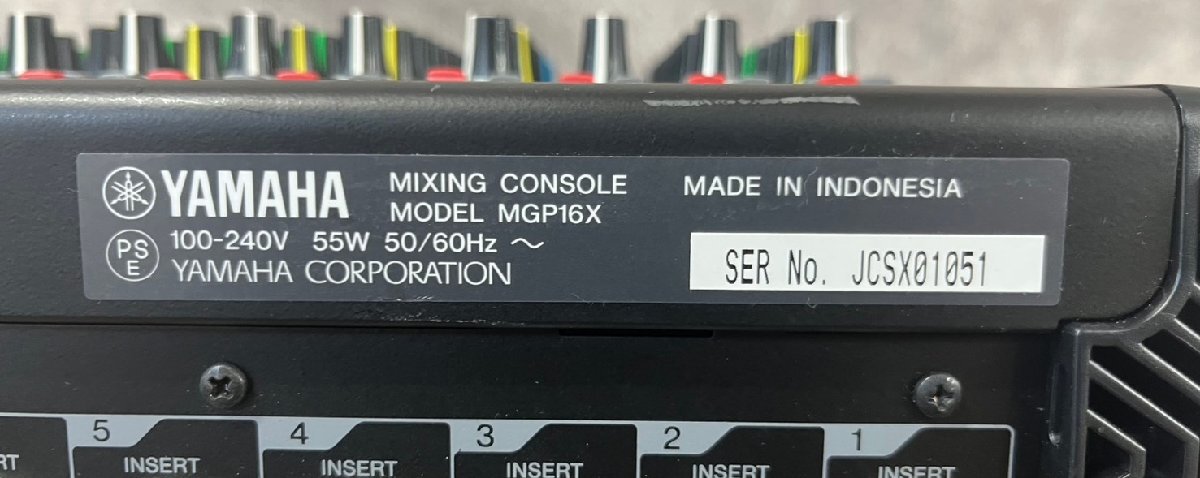 YAMAHA
MIXING CONSOLE
MODEL MGP16X
MADE IN INDONESIA
PS
E
100-240V 55W 50/60Hz ～
YAMAHA CORPORATION
SER No. JCSX01051
5 4 3 2 1
INSERT INSERT INSERT INSERT INSERT